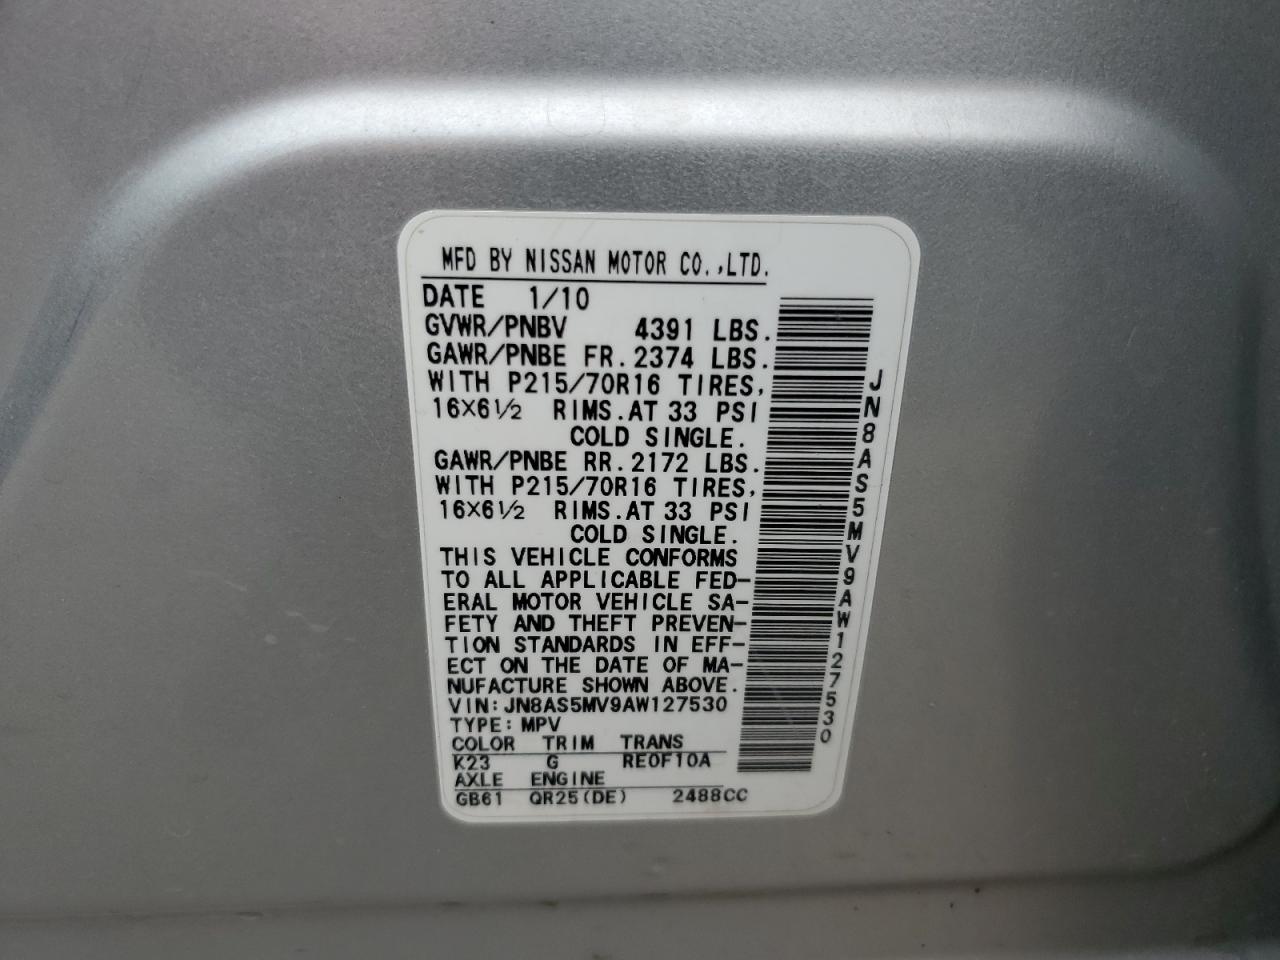 MFD BY NISSAN MOTOR CO.,LTD.
DATE 1/10
GVWR/PNBV 4391 LBS.
GAWR/PNBE FR. 2374 LBS.
WITH P215/70R16 TIRES,
16×6½ RIMS.AT 33 PSI
COLD SINGLE.
GAWR/PNBE RR. 2172 LBS.
WITH P215/70R16 TIRES,
16×6½ RIMS.AT 33 PSI
COLD SINGLE.
THIS VEHICLE CONFORMS
TO ALL APPLICABLE FED-
ERAL MOTOR VEHICLE SA-
FETY AND THEFT PREVEN-
TION STANDARDS IN EFF-
ECT ON THE DATE OF MA-
NUFACTURE SHOWN ABOVE.
VIN: JN8AS5MV9AW127530
TYPE: MPV
COLOR TRIM TRANS
K23 G RE0F10A
AXLE ENGINE
GB61 QR25(DE) 2488CC
JN8AS5MV9AW127530